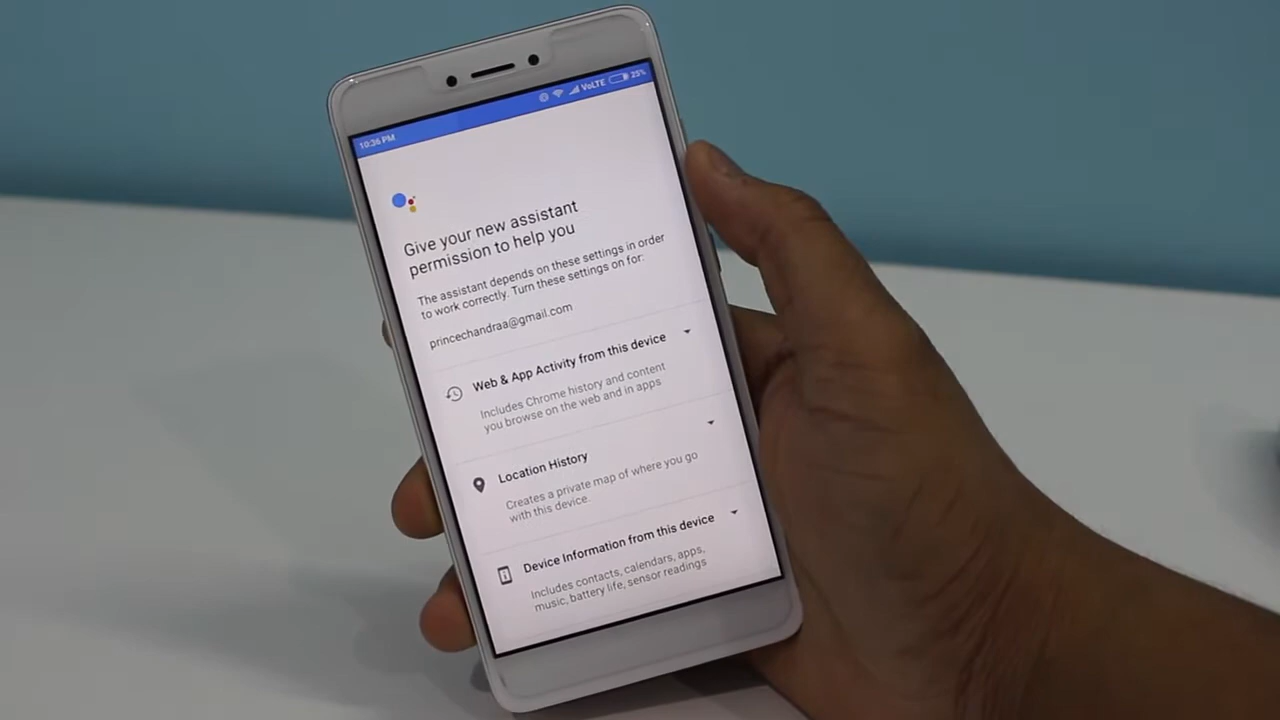 10:36 PM
VoLTE 25%
Give your new assistant
permission to help you
The assistant depends on these settings in order
to work correctly. Turn these settings on for:
princechandraa@gmail.com
Web & App Activity from this device
Includes Chrome history and content
you browse on the web and in apps
Location History
Creates a private map of where you go
with this device.
Device Information from this device
Includes contacts, calendars, apps,
music, battery life, sensor readings